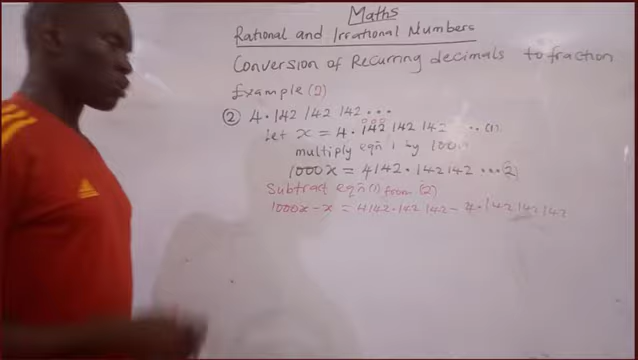 Maths
Rational and Irrational Numbers
Conversion of Recurring decimals to fraction
Example (2)
② 4.142 142 142 ...
Let x = 4.142 142 142 ... (1)
multiply eqn 1 by 1000
1000x = 4142.142142 ... (2)
Subtract eqn (1) from (2)
1000x - x = 4142.142 142 - 4.142 142 142